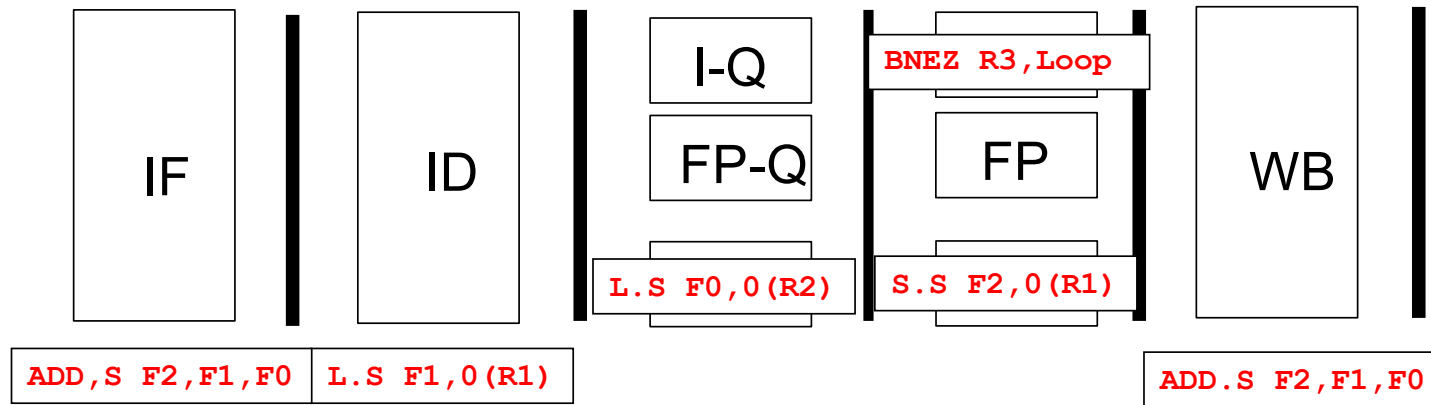 IF
ID
I-Q
FP-Q
L.S F0,0(R2)
BNEZ R3,Loop
FP
S.S F2,0(R1)
WB
ADD,S F2,F1,F0
L.S F1,0(R1)
ADD.S F2,F1,F0